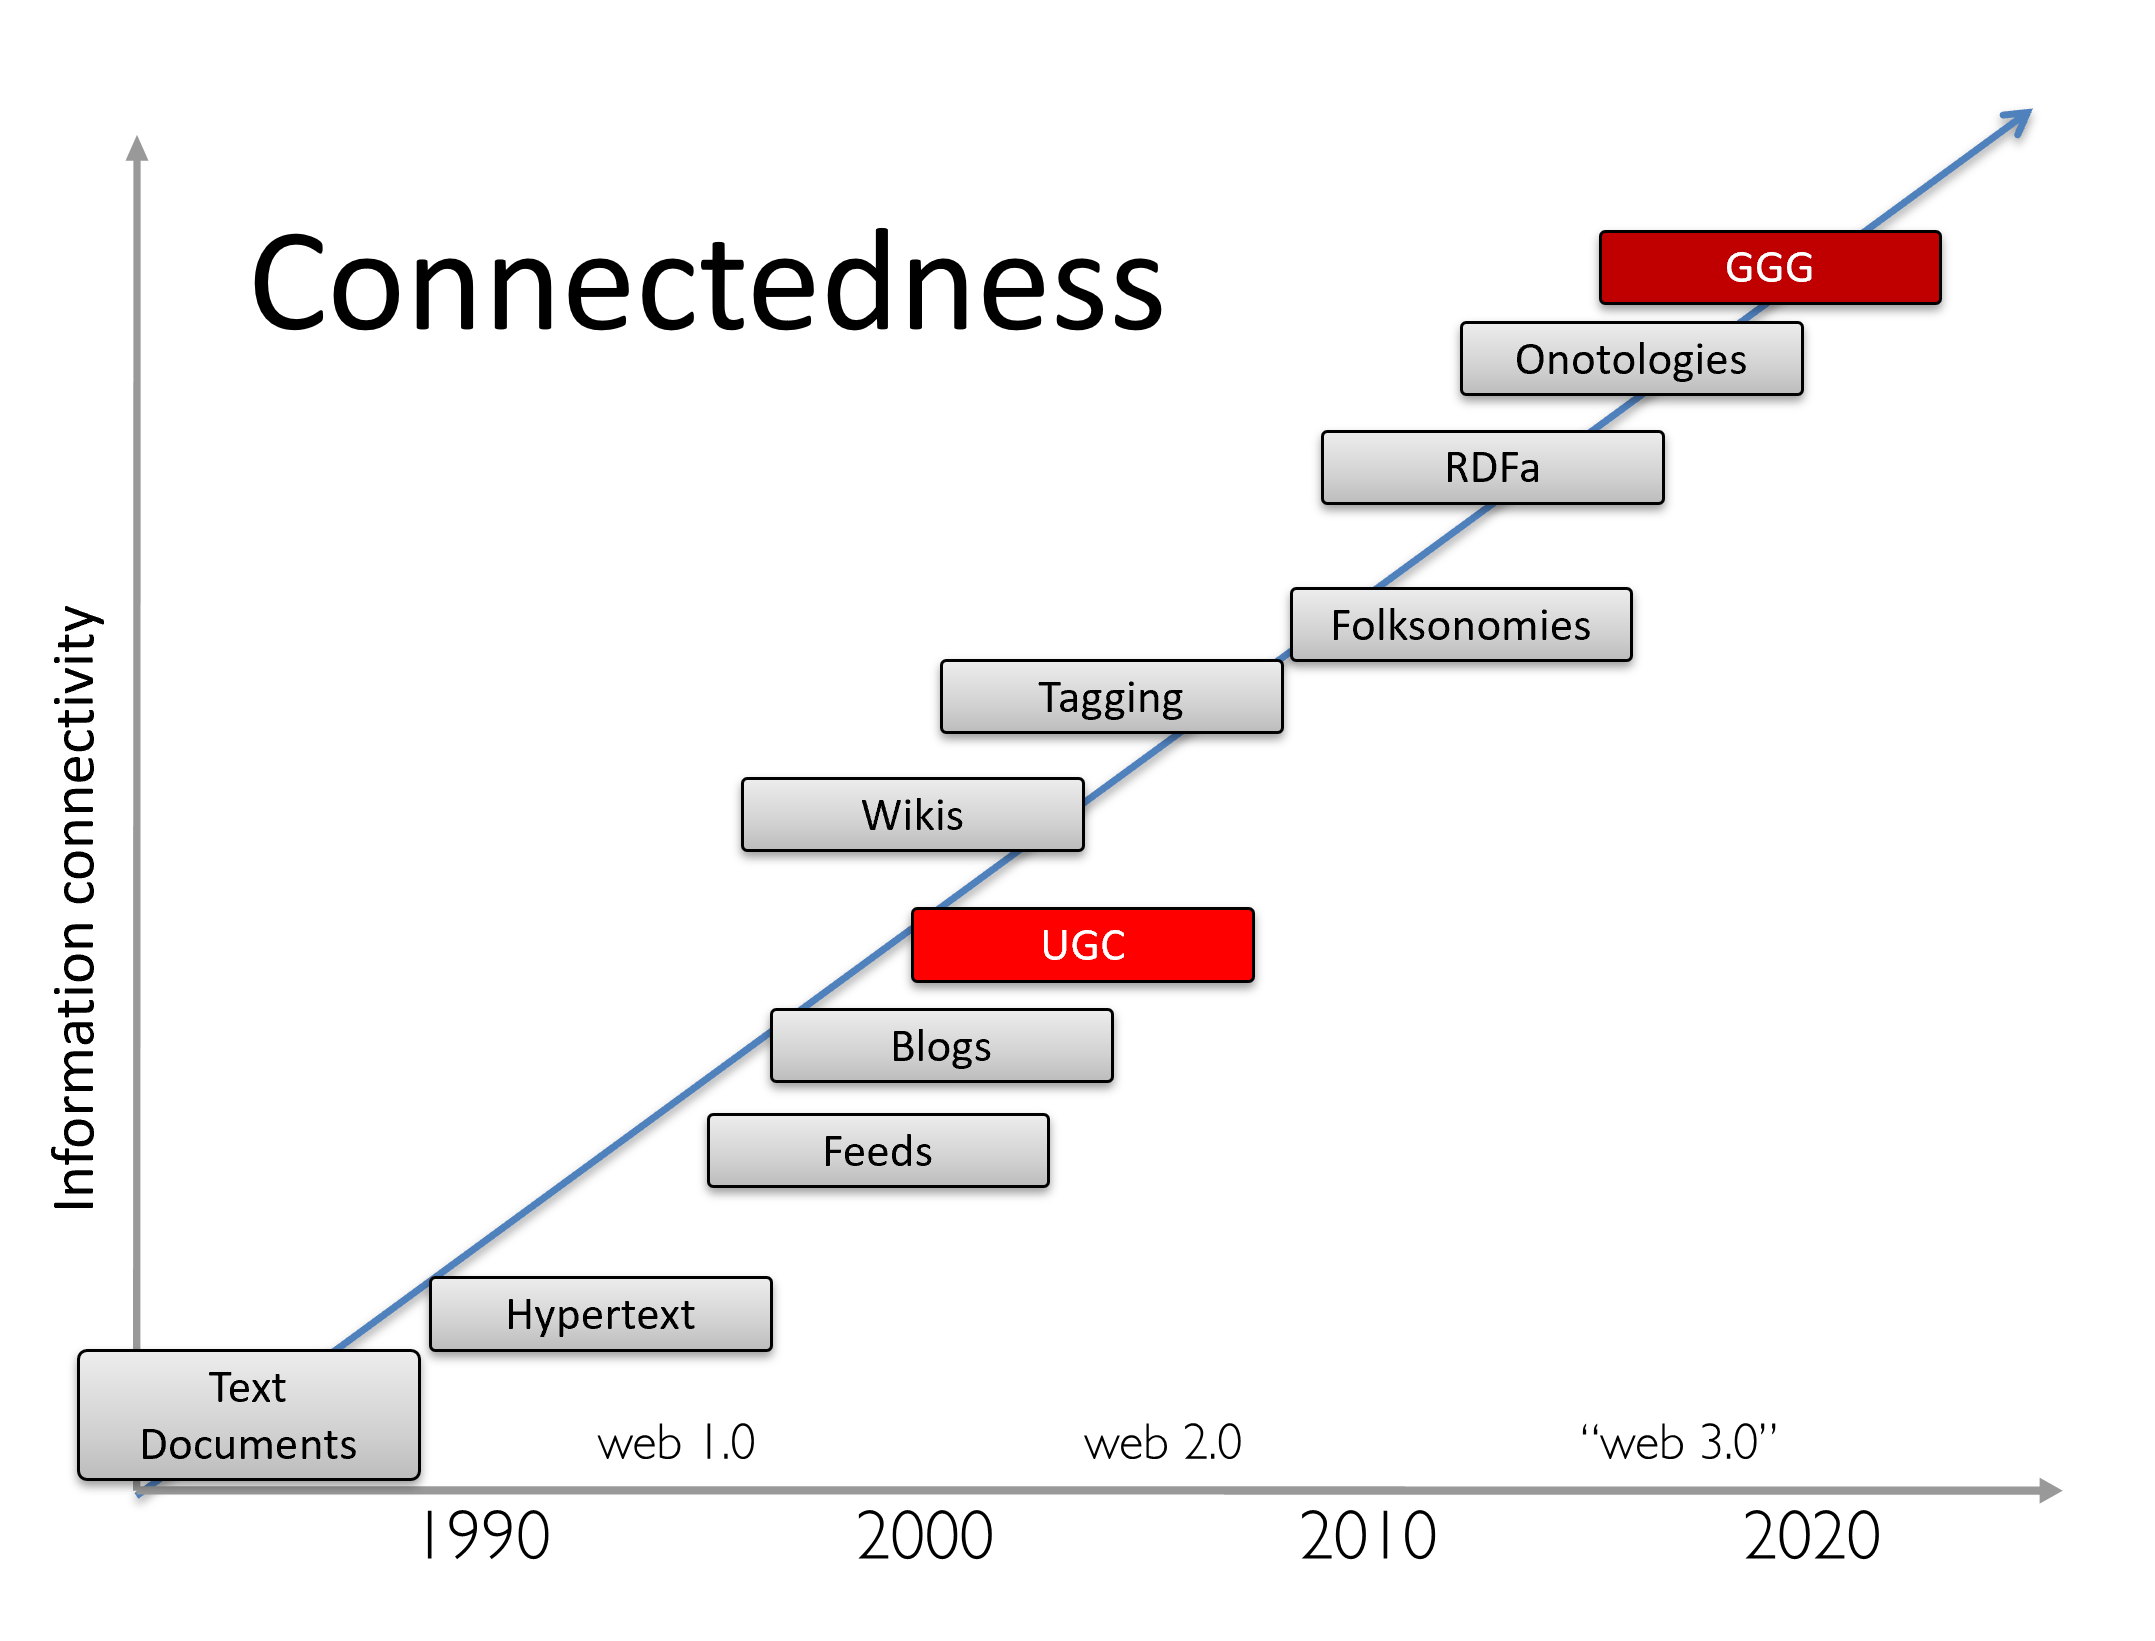 Connectedness
GGG
Onotologies
RDFa
Folksonomies
Tagging
Wikis
UGC
Blogs
Feeds
Hypertext
Text
Documents
Information connectivity
web 1.0
web 2.0
“web 3.0”
1990
2000
2010
2020